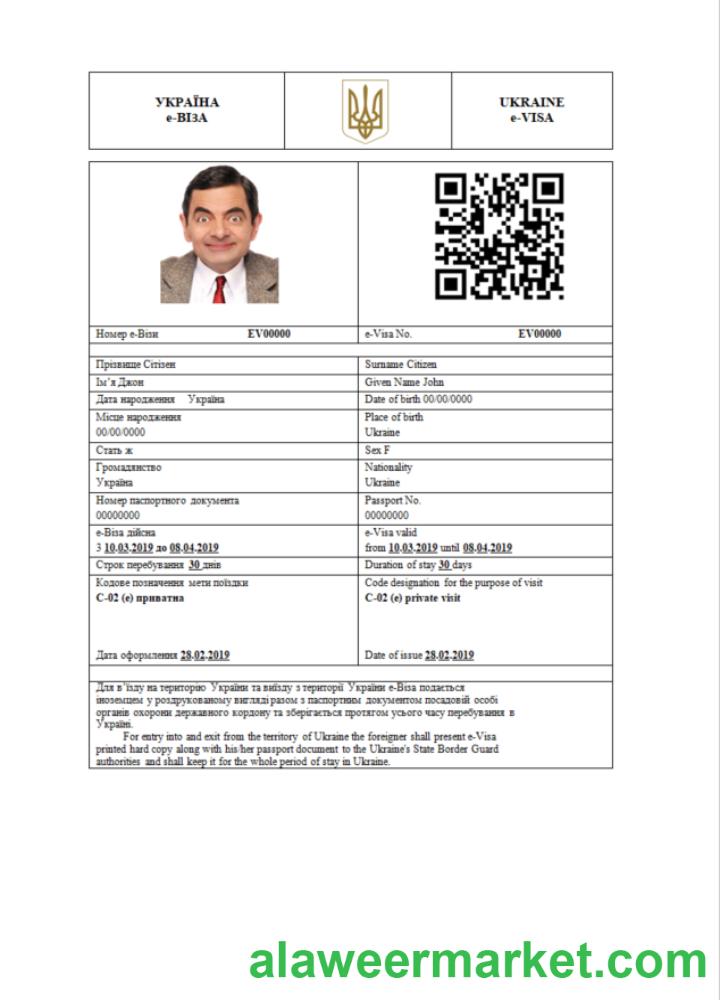 УКРАЇНА
е-ВІЗА
UKRAINE
e-VISA
Номер е-Візи EV00000
e-Visa No. EV00000
Прізвище Сітізен
Surname Citizen
Ім'я Джон
Given Name John
Дата народження Україна
Date of birth 00/00/0000
Місце народження
00/00/0000
Place of birth
Ukraine
Стать ж
Sex F
Громадянство
Україна
Nationality
Ukraine
Номер паспортного документа
00000000
Passport No.
00000000
е-Віза дійсна
З 10.03.2019 до 08.04.2019
e-Visa valid
from 10.03.2019 until 08.04.2019
Строк перебування 30 днів
Duration of stay 30 days
Кодове позначення мети поїздки
С-02 (е) приватна
Code designation for the purpose of visit
C-02 (e) private visit
Дата оформлення 28.02.2019
Date of issue 28.02.2019
Для в'їзду на територію України та виїзду з території України е-Віза подається
іноземцем у роздрукованому вигляді разом з паспортним документом посадовій особі
органів охорони державного кордону та зберігається протягом усього часу перебування в
Україні.
For entry into and exit from the territory of Ukraine the foreigner shall present e-Visa
printed hard copy along with his/her passport document to the Ukraine's State Border Guard
authorities and shall keep it for the whole period of stay in Ukraine.
alaweermarket.com